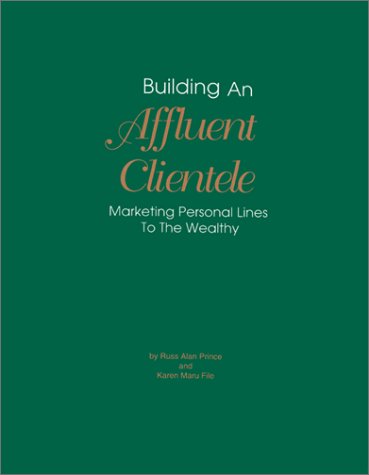 Building An
Affluent
Clientele
Marketing Personal Lines
To The Wealthy
by Russ Alan Prince
and
Karen Maru File